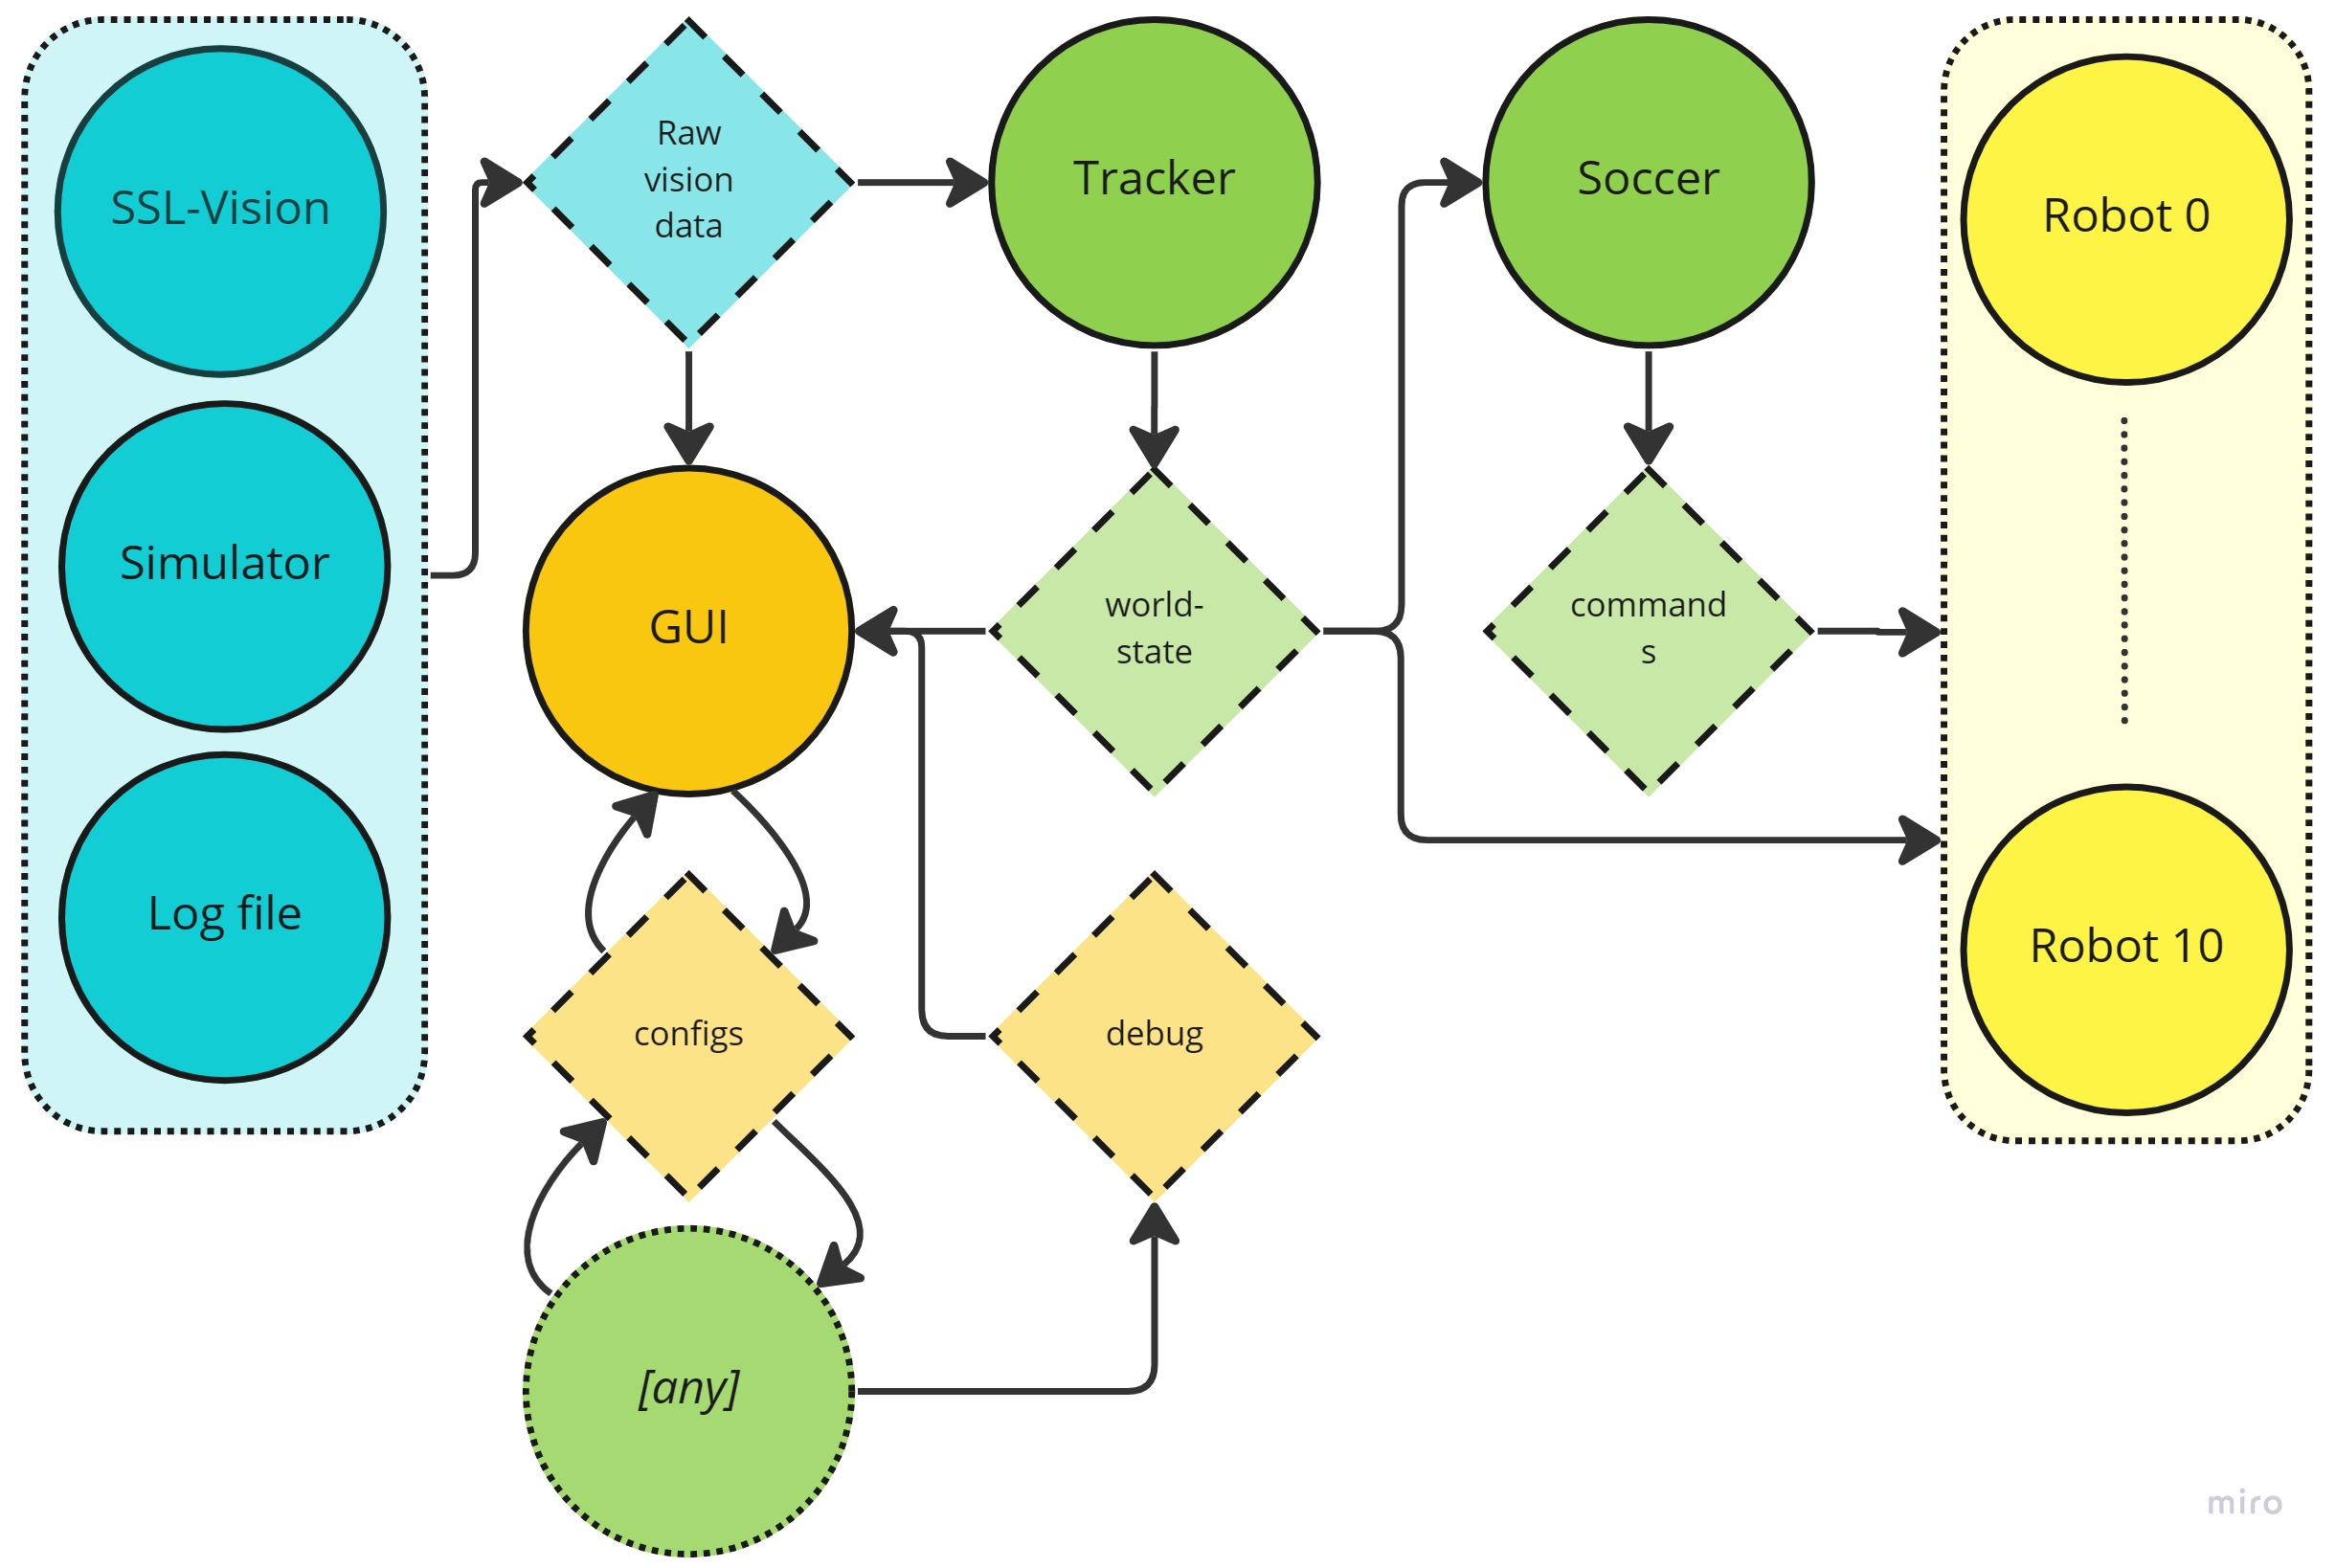 SSL-Vision
Simulator
Log file
Raw
vision
data
Tracker
Soccer
Robot 0
GUI
world-
state
command
s
Robot 10
configs
debug
[any]
miro